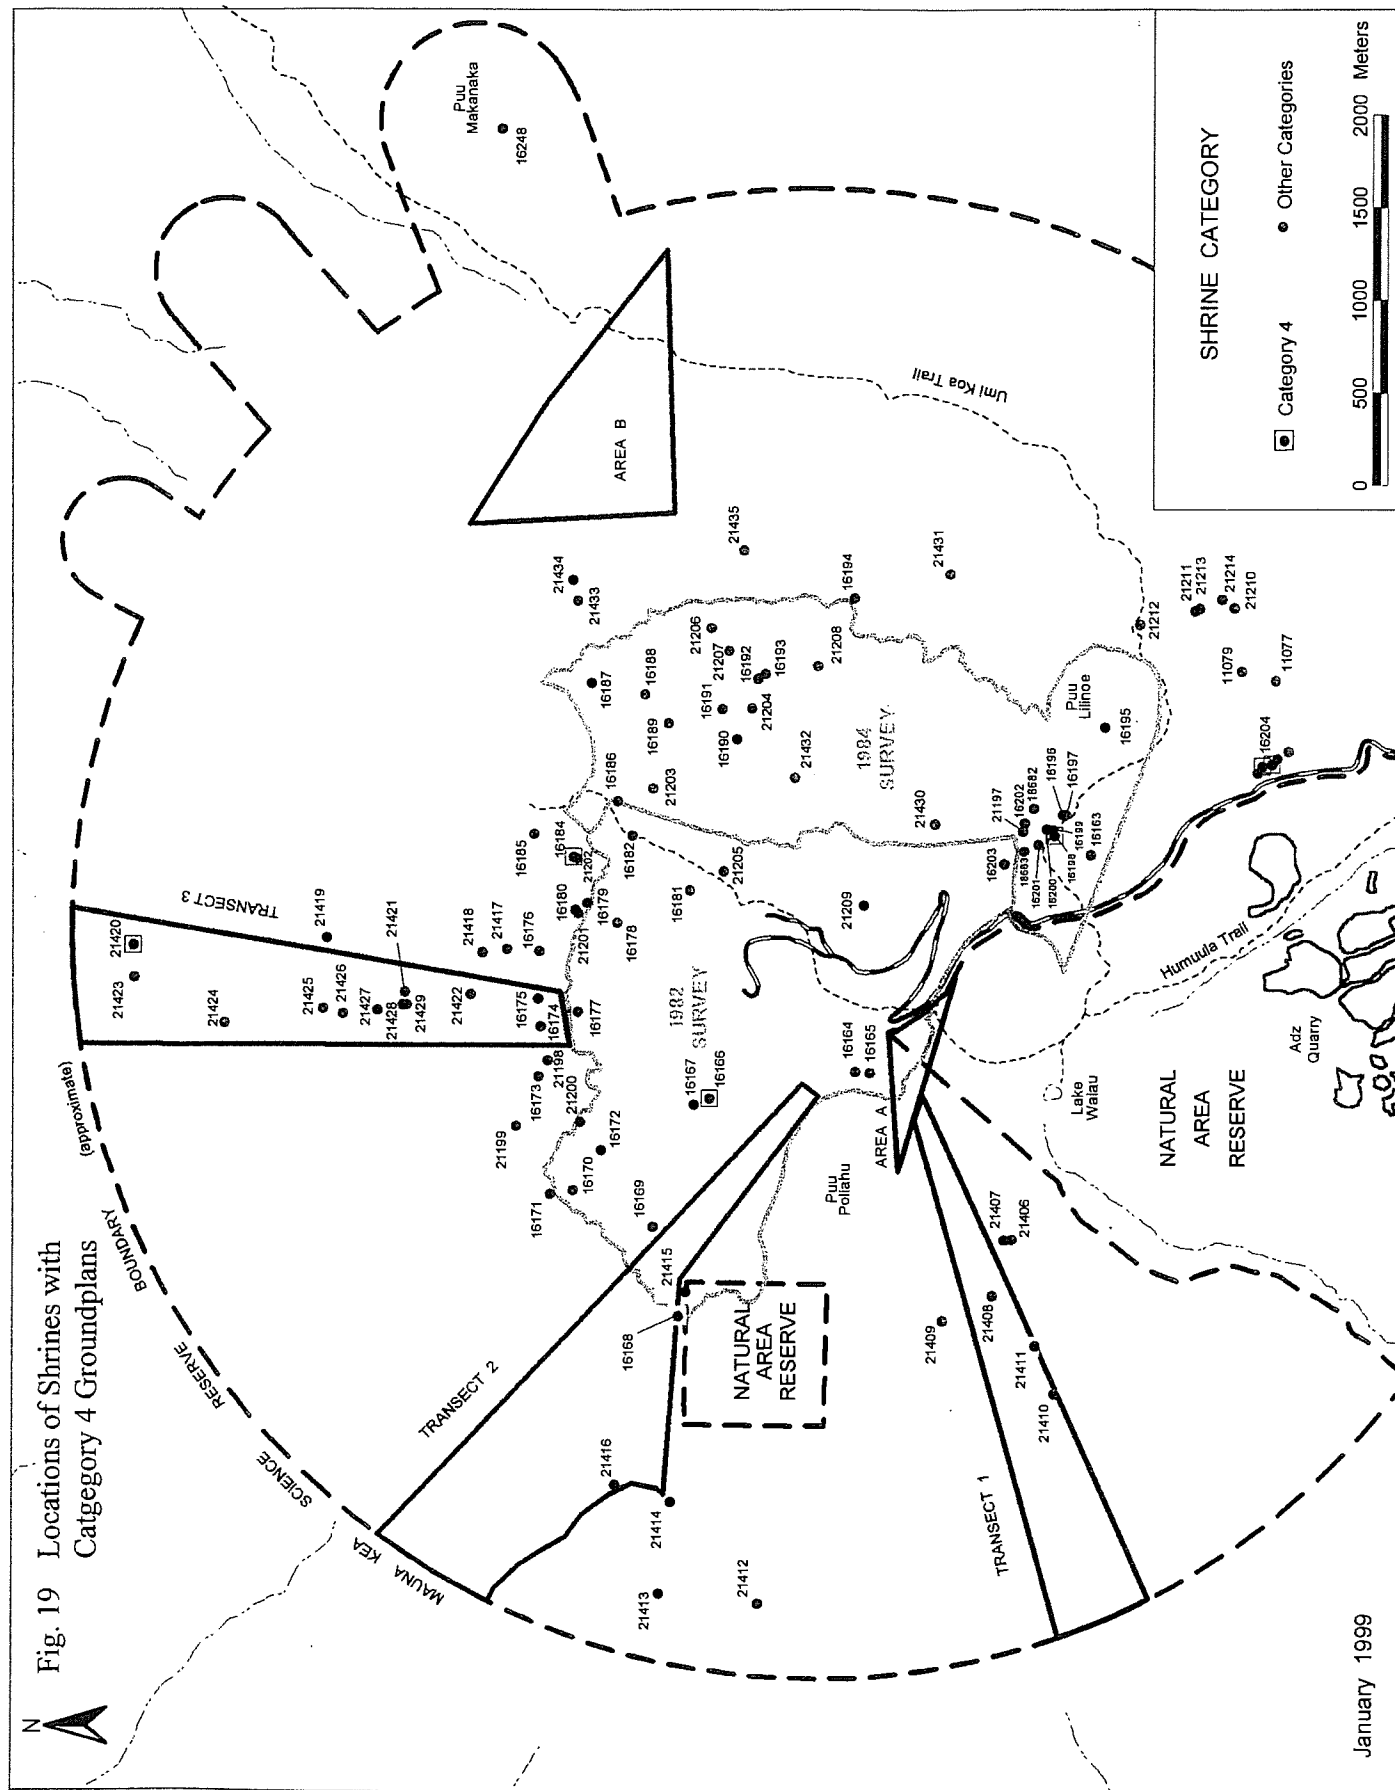 Fig. 19 Locations of Shrines with
Catgegory 4 Groundplans
N
MAUNA KEA SCIENCE RESERVE BOUNDARY (approximate)
Puu
Makanaka
16248
TRANSECT 3
21420
21423
21419
21424
21425
21426
21421
21427
21428
21429
21418
21417
21422
16176
16175
16174
16177
16185
16184
21202
16180
16179
21201
16178
16186
16182
16187
21434
21433
AREA B
Umi Koa Trail
21199
16173
21198
21200
16172
16170
16171
16169
16167
16166
1982
SURVEY
16181
21205
21203
16189
16188
16191
16190
21206
21207
16192
16193
21204
21208
21432
21435
16194
1984
SURVEY
21431
21430
21209
TRANSECT 2
21415
16168
21416
21414
21413
21412
NATURAL
AREA
RESERVE
Puu
Poliahu
AREA A
16164
16165
16203
21197
16202
18682
18683
16196
16197
16201
16200
16199
16198
16163
Puu
Lilinoe
16195
21212
21211
21213
21214
21210
11079
11077
16204
21407
21406
21408
21409
21411
21410
TRANSECT 1
Lake
Waiau
NATURAL
AREA
RESERVE
Humuula Trail
Adz
Quarry
SHRINE CATEGORY
Category 4
Other Categories
0 500 1000 1500 2000 Meters
January 1999